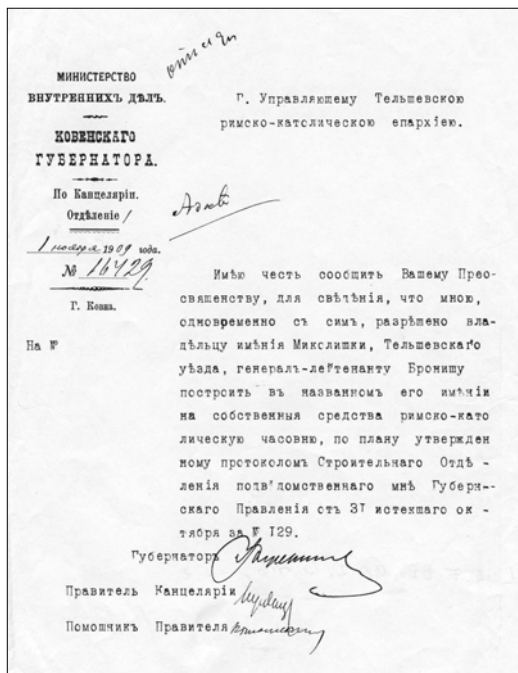 МИНИСТЕРСТВО
ВНУТРЕННИХЪ ДѢЛЪ.
КОВЕНСКАГО
ГУБЕРНАТОРА.
По Канцеляріи.
Отдѣленіе 1
1 ноября 1909 года.
№ 16429.
Г. Ковна.
На №
Г. Управляющему Тельшевскою
римско-католическою епархіею.
Имѣю честь сообщить Вашему Прео-
священству, для свѣдѣнія, что мною,
одновременно съ симъ, разрѣшено вла-
дѣльцу имѣнія Миколишки, Тельшевскаго
уѣзда, генералъ-лейтенанту Бронишу
построить въ названномъ его имѣніи
на собственныя средства римско-като
лическую часовню, по плану утвержден
ному протоколомъ Строительнаго Отдѣ -
ленія подвѣдомственнаго мнѣ Губерн--
скаго Правленія отъ 31 истекшаго ок -
тября за № 129.
Губернаторъ
Правитель Канцеляріи
Помощникъ Правителя